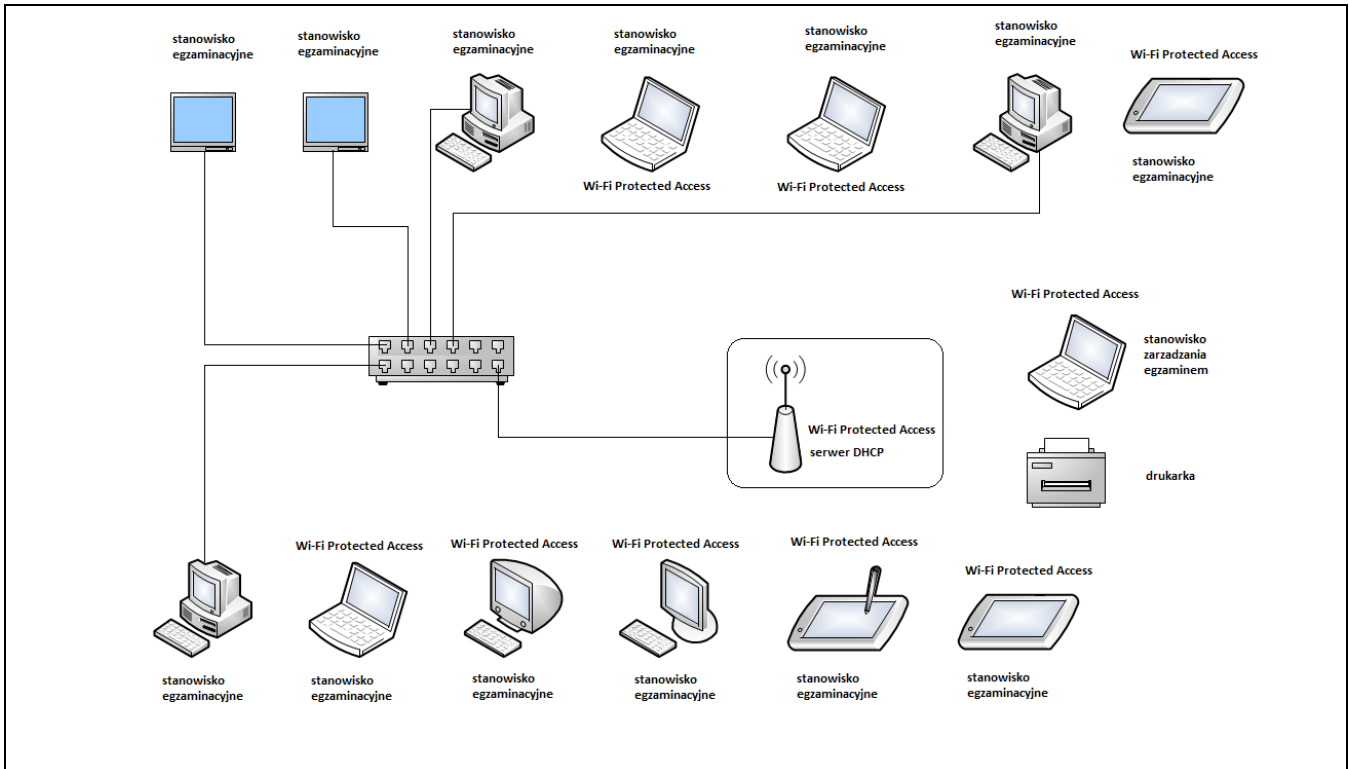 stanowisko
egzaminacyjne
stanowisko
egzaminacyjne
stanowisko
egzaminacyjne
stanowisko
egzaminacyjne
stanowisko
egzaminacyjne
stanowisko
egzaminacyjne
Wi-Fi Protected Access
Wi-Fi Protected Access
Wi-Fi Protected Access
stanowisko
egzaminacyjne
Wi-Fi Protected Access
stanowisko
zarzadzania
egzaminem
Wi-Fi Protected Access
serwer DHCP
drukarka
Wi-Fi Protected Access
Wi-Fi Protected Access
Wi-Fi Protected Access
Wi-Fi Protected Access
Wi-Fi Protected Access
stanowisko
egzaminacyjne
stanowisko
egzaminacyjne
stanowisko
egzaminacyjne
stanowisko
egzaminacyjne
stanowisko
egzaminacyjne
stanowisko
egzaminacyjne